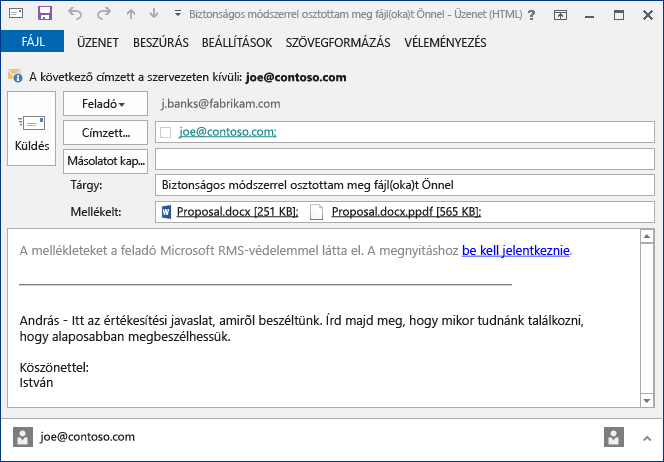 Biztonságos módszerrel osztottam meg fájl(oka)t Önnel - Üzenet (HTML) ?
FÁJL ÜZENET BESZÚRÁS BEÁLLÍTÁSOK SZÖVEGFORMÁZÁS VÉLEMÉNYEZÉS
A következő címzett a szervezeten kívüli: joe@contoso.com
Küldés
Feladó
j.banks@fabrikam.com
Címzett...
joe@contoso.com;
Másolatot kap...
Tárgy: Biztonságos módszerrel osztottam meg fájl(oka)t Önnel
Mellékelt: Proposal.docx [251 KB]; Proposal.docx.ppdf [565 KB];
A mellékleteket a feladó Microsoft RMS-védelemmel látta el. A megnyitáshoz be kell jelentkeznie.
András - Itt az értékesítési javaslat, amirõl beszéltünk. Írd majd meg, hogy mikor tudnánk találkozni,
hogy alaposabban megbeszélhessük.
Köszönettel:
István
joe@contoso.com